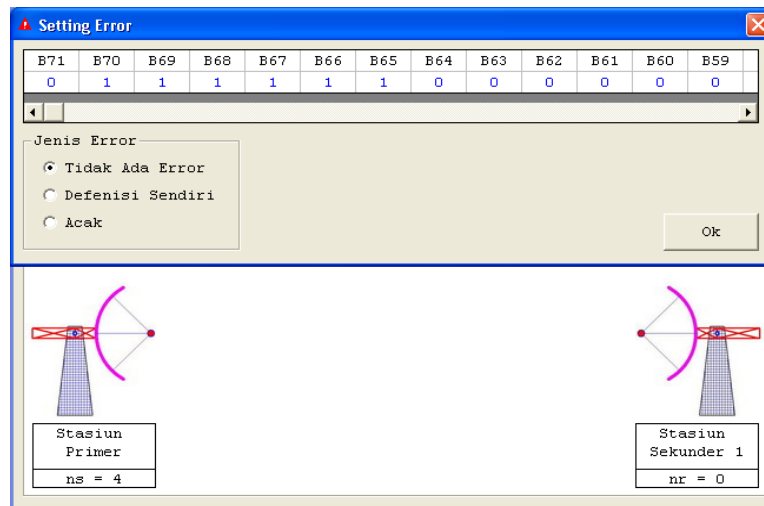 Setting Error
B71 B70 B69 B68 B67 B66 B65 B64 B63 B62 B61 B60 B59
0 1 1 1 1 1 1 0 0 0 0 0 0
Jenis Error
Tidak Ada Error
Defenisi Sendiri
Acak
Ok
Stasiun
Primer
ns = 4
Stasiun
Sekunder 1
nr = 0